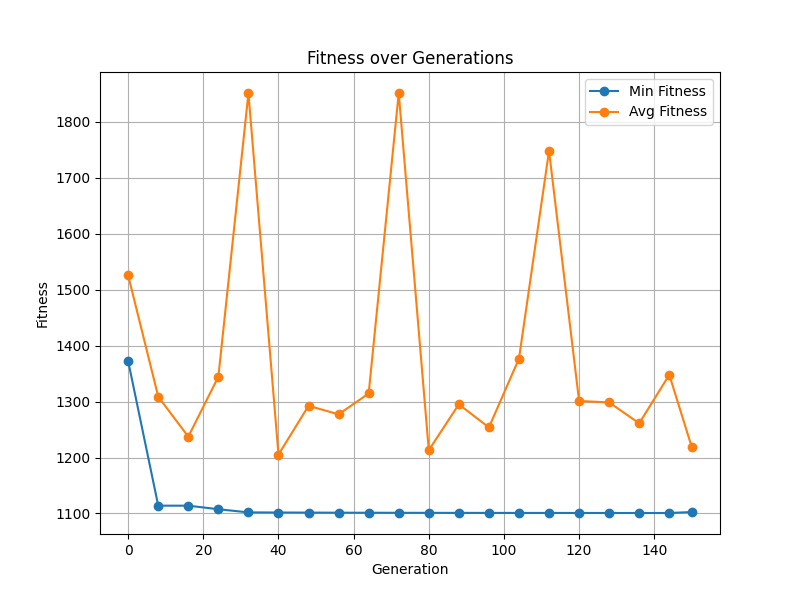 Fitness over Generations
Min Fitness
Avg Fitness
Fitness
1800
1700
1600
1500
1400
1300
1200
1100
0 20 40 60 80 100 120 140
Generation